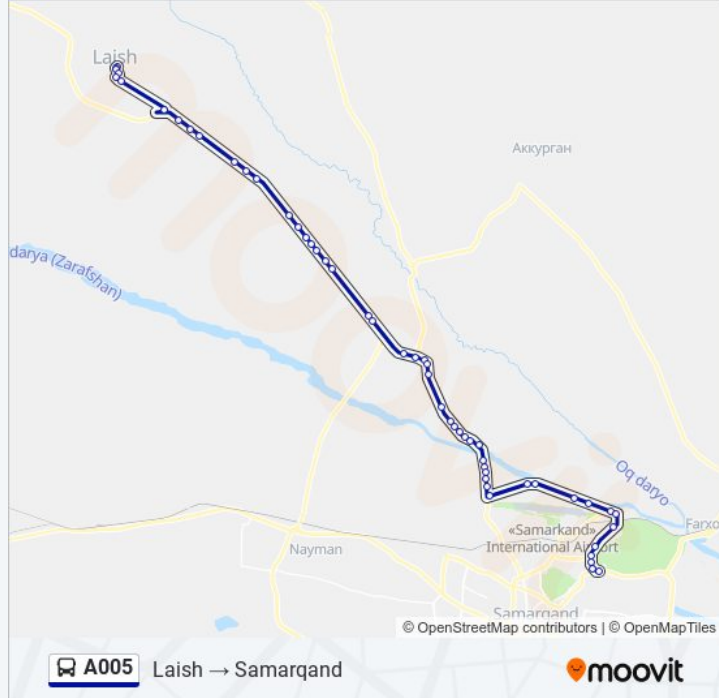 Laish
Аккурган
darya (Zarafshan)
Oq daryo
«Samarkand»
International Airport
Farxo
Nayman
Samarqand
© OpenStreetMap contributors | © OpenMapTiles
A005 Laish → Samarqand
moovit